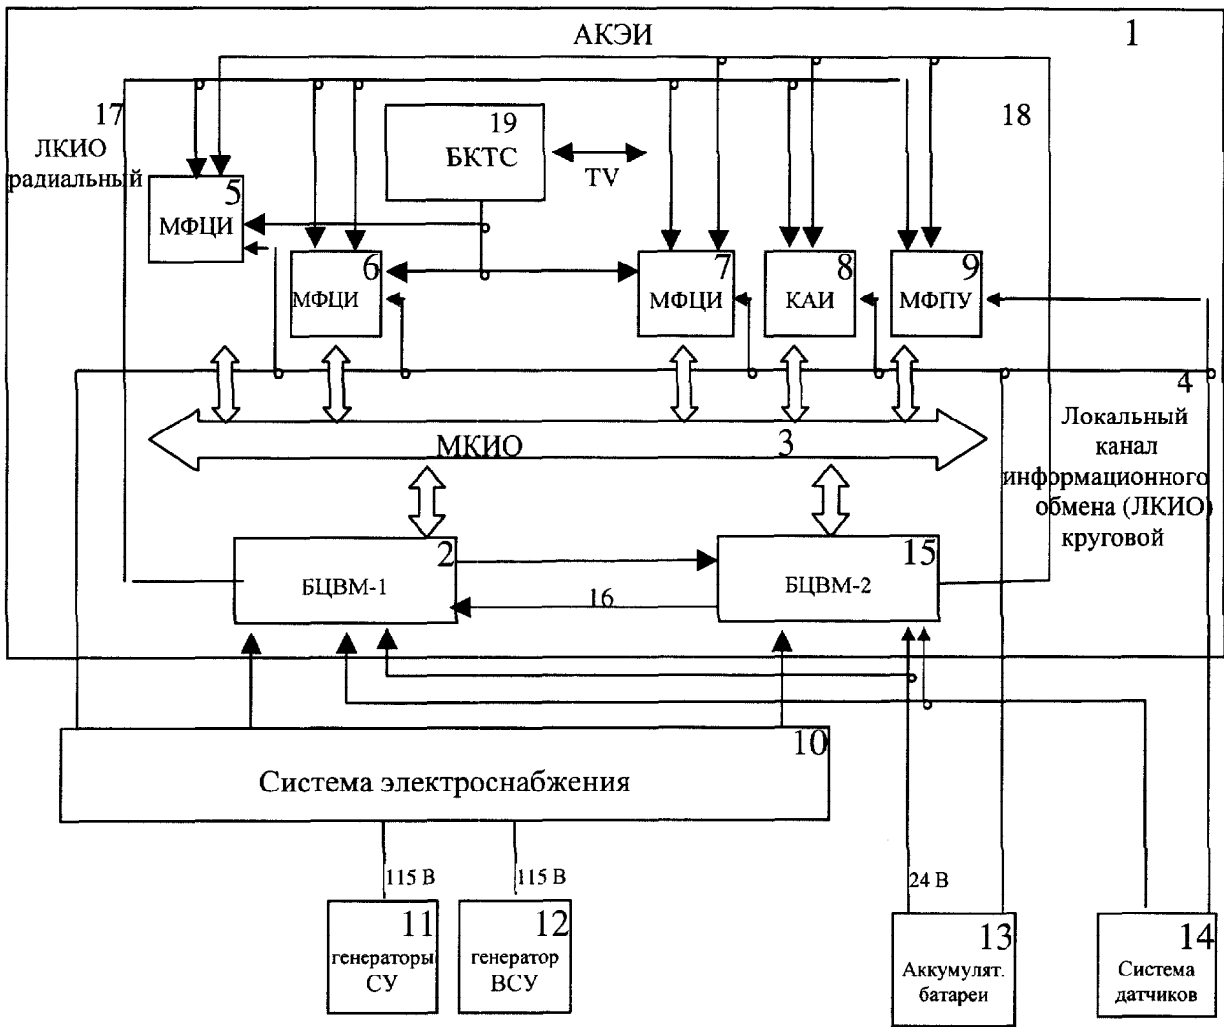 АКЭИ
1
17
ЛКИО
радиальный
19
БКТС
TV
18
5
МФЦИ
6
МФЦИ
7
МФЦИ
8
КАИ
9
МФПУ
4
Локальный
канал
информационного
обмена (ЛКИО)
круговой
МКИО
3
2
БЦВМ-1
16
15
БЦВМ-2
10
Система электроснабжения
115 В
115 В
24 В
11
генераторы
СУ
12
генератор
ВСУ
13
Аккумулят.
батареи
14
Система
датчиков